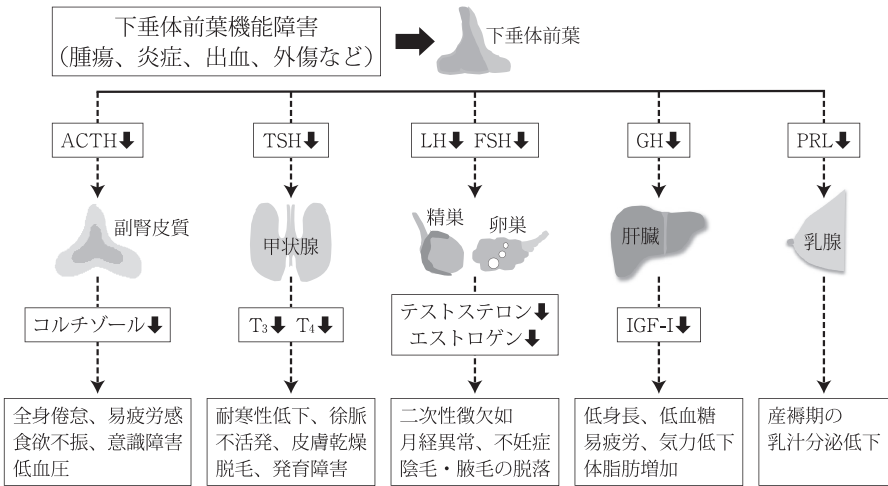 下垂体前葉機能障害
（腫瘍、炎症、出血、外傷など）
下垂体前葉
ACTH⬇
TSH⬇
LH⬇ FSH⬇
GH⬇
PRL⬇
副腎皮質
甲状腺
精巣
卵巣
肝臓
乳腺
コルチゾール⬇
T₃⬇ T₄⬇
テストステロン⬇
エストロゲン⬇
IGF-I⬇
全身倦怠、易疲労感
食欲不振、意識障害
低血圧
耐寒性低下、徐脈
不活発、皮膚乾燥
脱毛、発育障害
二次性徴欠如
月経異常、不妊症
陰毛・腋毛の脱落
低身長、低血糖
易疲労、気力低下
体脂肪増加
産褥期の
乳汁分泌低下